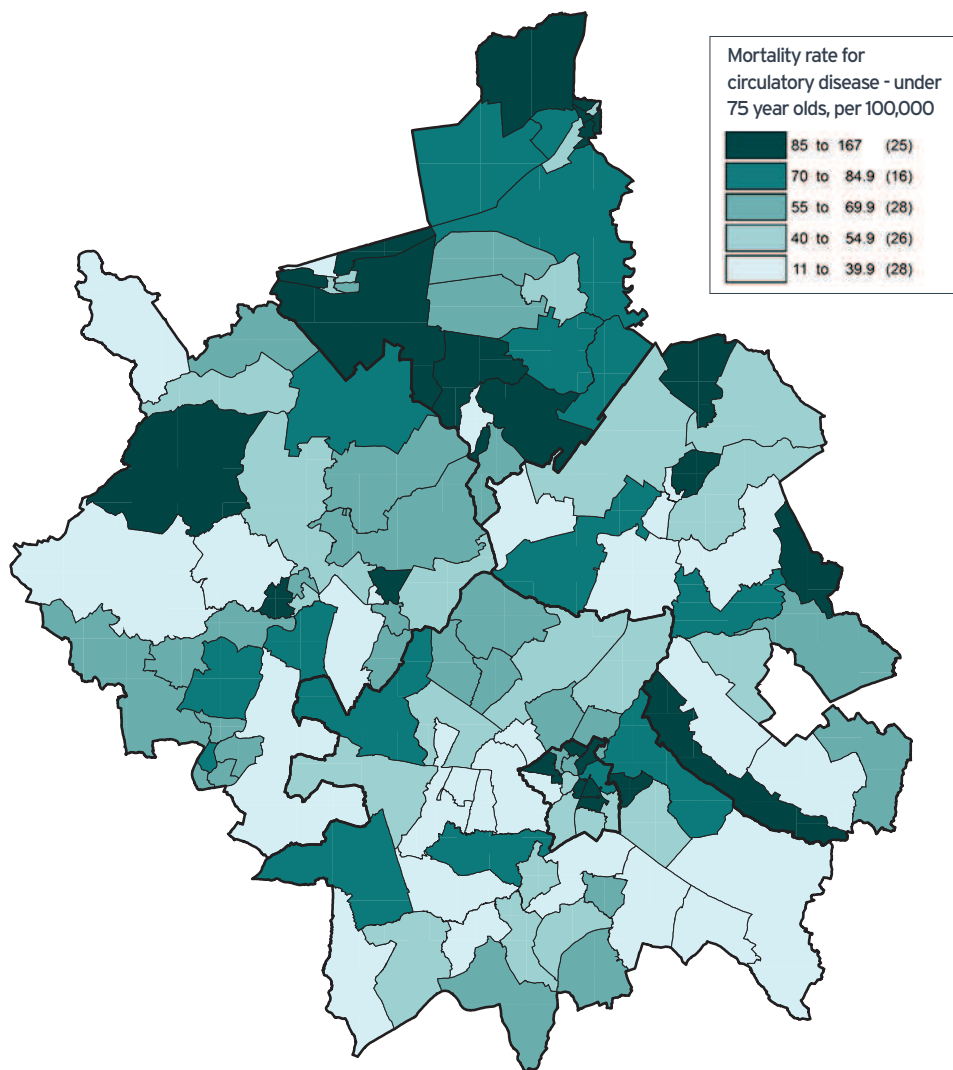 Mortality rate for
circulatory disease - under
75 year olds, per 100,000
85 to 167 (25)
70 to 84.9 (16)
55 to 69.9 (28)
40 to 54.9 (26)
11 to 39.9 (28)